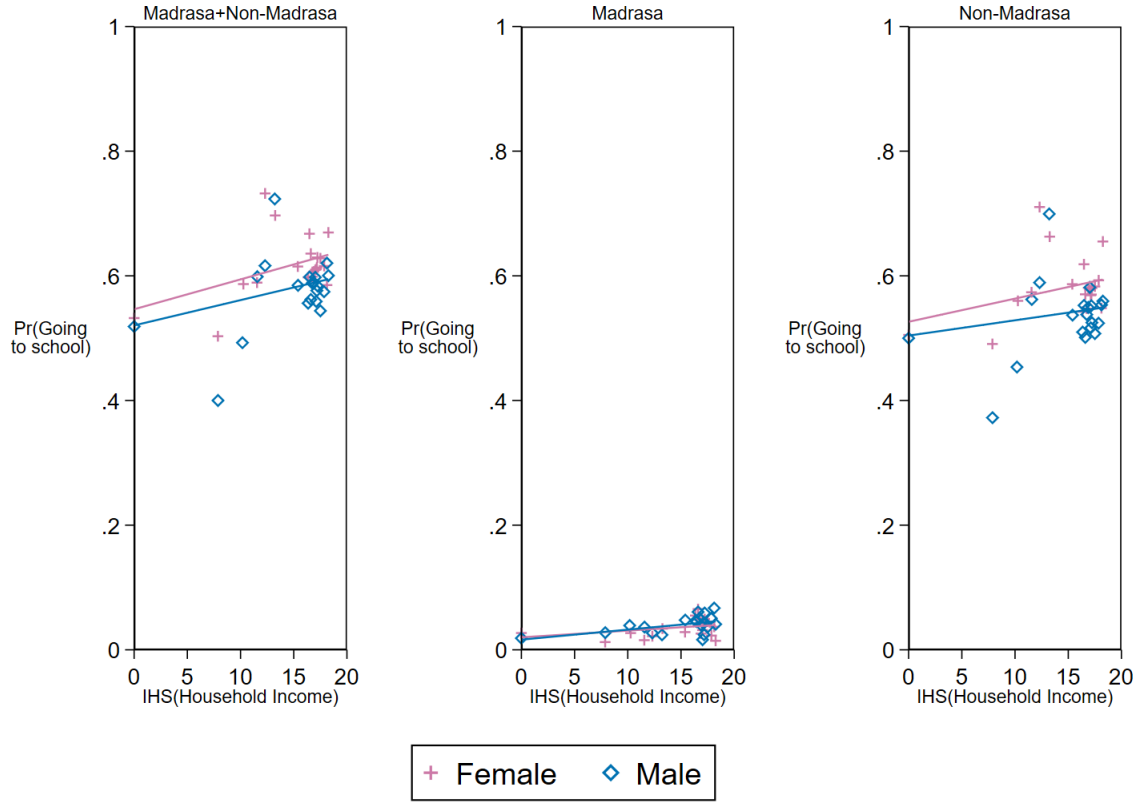 Madrasa+Non-Madrasa
1
.8
.6
.4
.2
0
Pr(Going
to school)
0 5 10 15 20
IHS(Household Income)
Madrasa
1
.8
.6
.4
.2
0
Pr(Going
to school)
0 5 10 15 20
IHS(Household Income)
Non-Madrasa
1
.8
.6
.4
.2
0
Pr(Going
to school)
0 5 10 15 20
IHS(Household Income)
Female Male